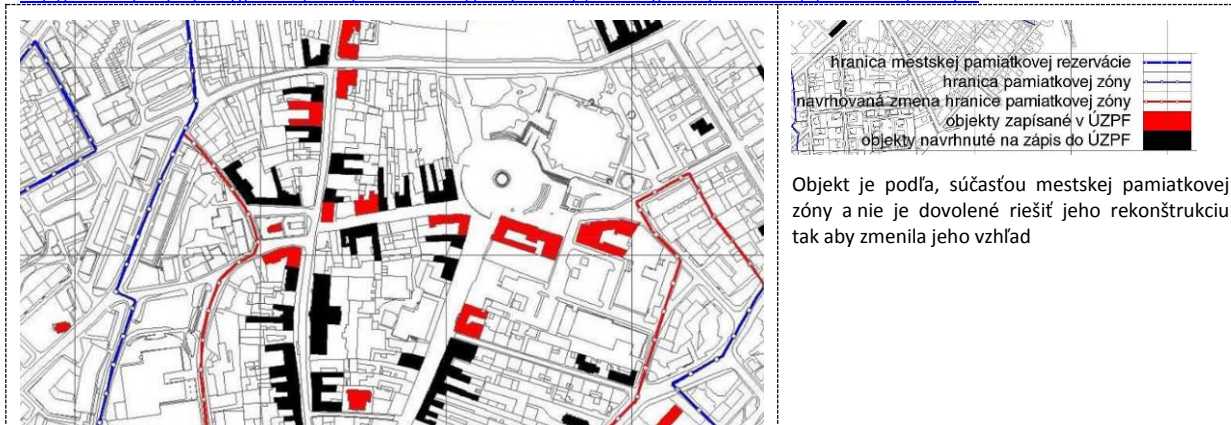 hranica mestskej pamiatkovej rezervácie
hranica pamiatkovej zóny
navrhovaná zmena hranice pamiatkovej zóny
objekty zapísané v ÚZPF
objekty navrhnuté na zápis do ÚZPF
Objekt je podľa, súčasťou mestskej pamiatkovej
zóny a nie je dovolené riešiť jeho rekonštrukciu
tak aby zmenila jeho vzhľad